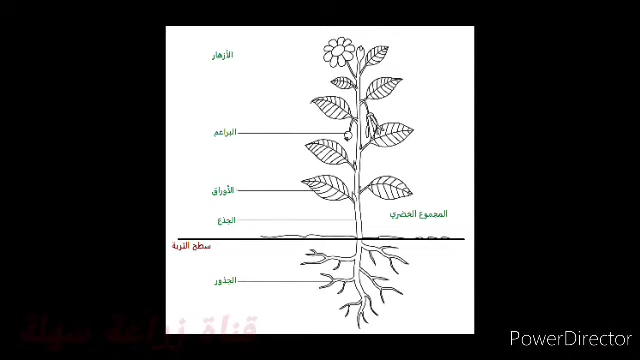 الأزهار
البراعم
الأوراق
الجذع
المجموع الخضري
سطح التربة
الجذور
قناة زراعة سهلة
PowerDirector